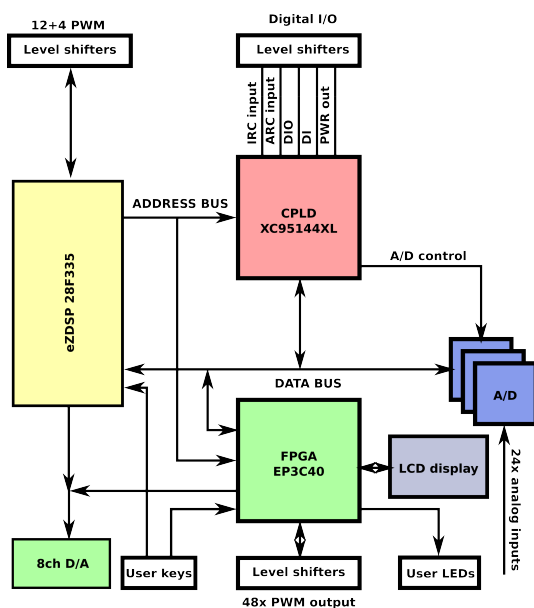 12+4 PWM
Level shifters
Digital I/O
Level shifters
IRC input
ARC input
DIO
DI
PWR out
ADDRESS BUS
CPLD
XC95144XL
eZDSP 28F335
A/D control
DATA BUS
A/D
FPGA
EP3C40
LCD display
24x analog inputs
8ch D/A
User keys
Level shifters
User LEDs
48x PWM output